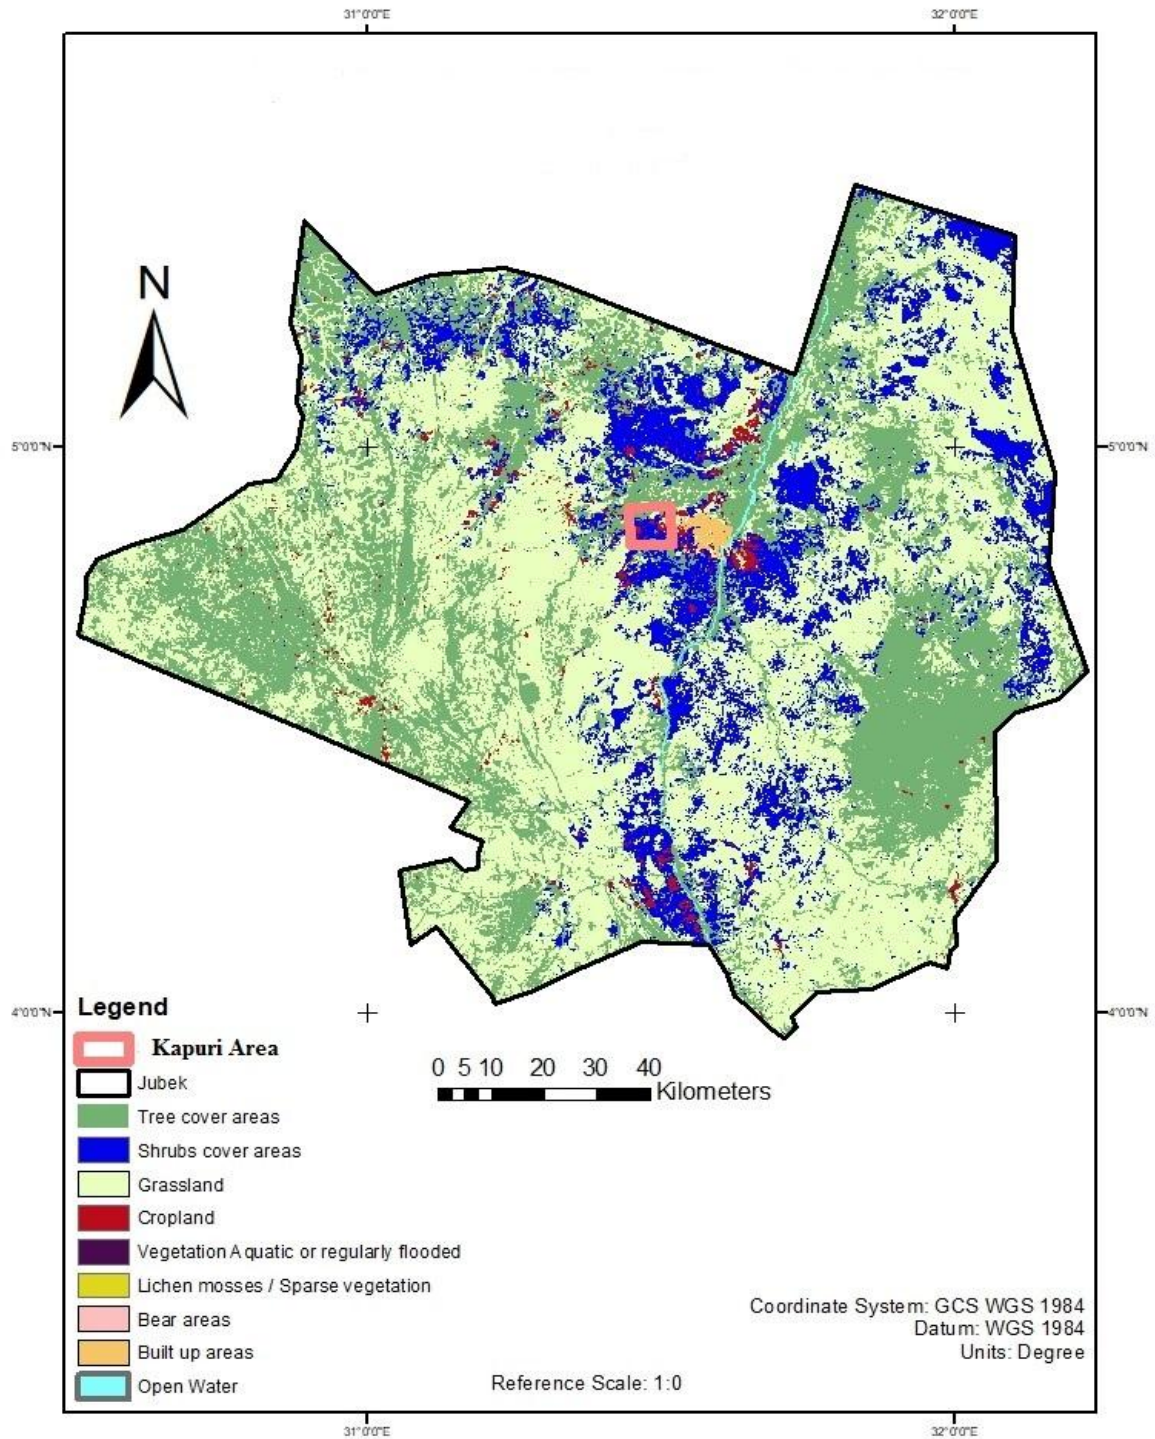 31°0'0"E 32°0'0"E
N
5°0'0"N 5°0'0"N
4°0'0"N 4°0'0"N
Legend
Kapuri Area
Jubek
Tree cover areas
Shrubs cover areas
Grassland
Cropland
Vegetation Aquatic or regularly flooded
Lichen mosses / Sparse vegetation
Bear areas
Built up areas
Open Water
0 5 10 20 30 40
Kilometers
Coordinate System: GCS WGS 1984
Datum: WGS 1984
Units: Degree
Reference Scale: 1:0
31°0'0"E 32°0'0"E